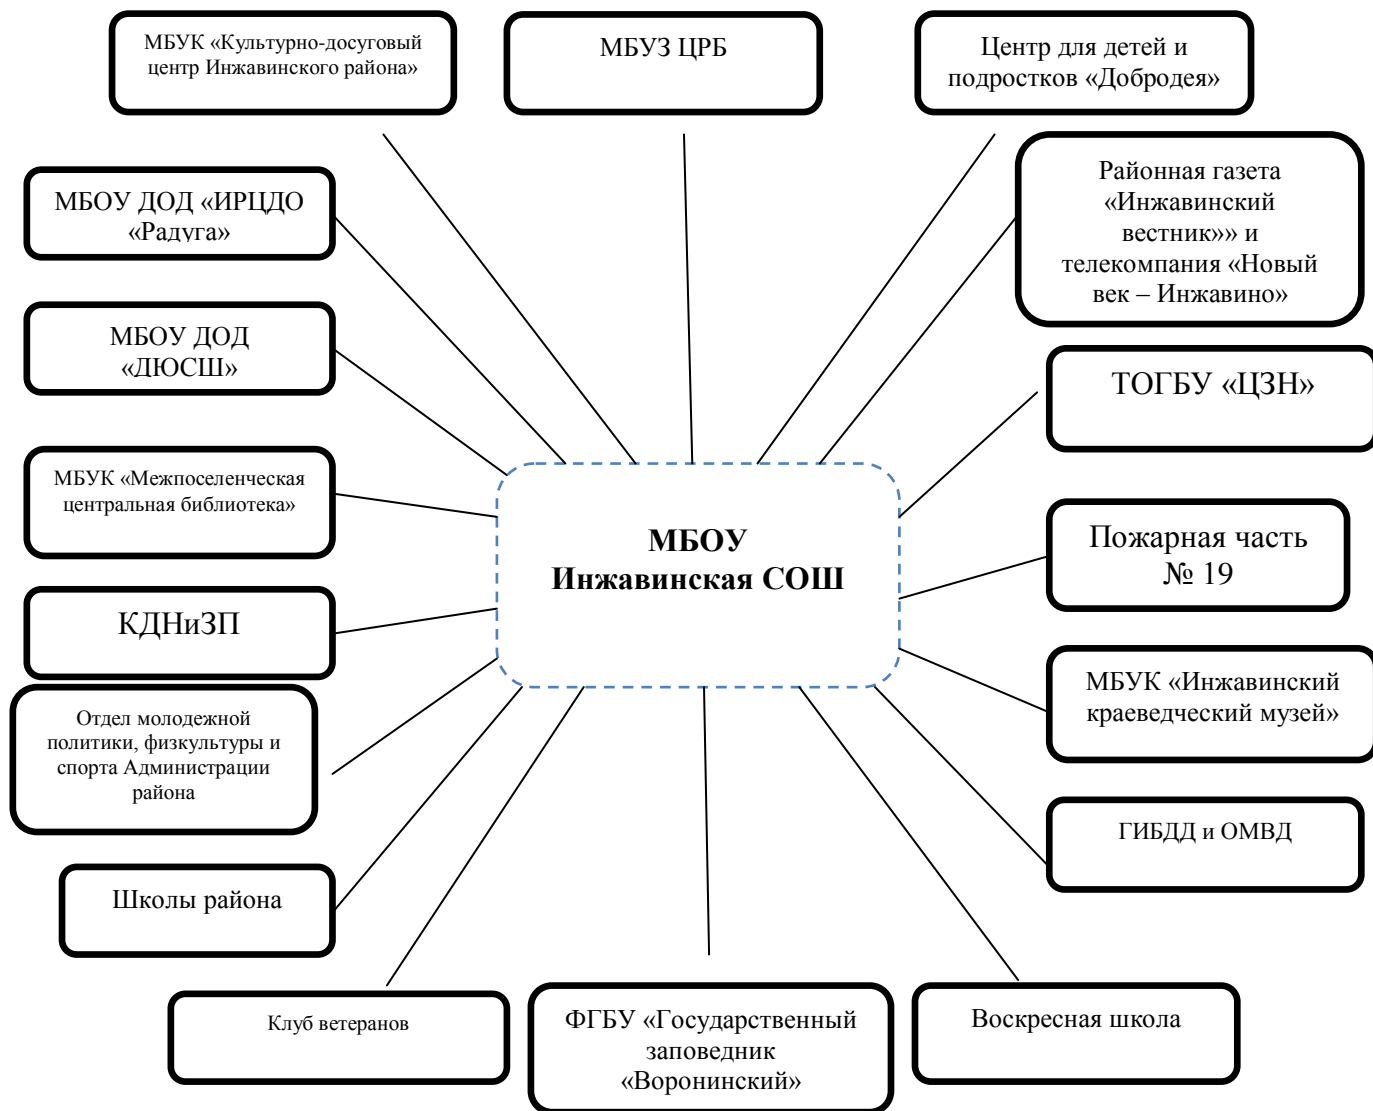 МБУК «Культурно-досуговый
центр Инжавинского района»
МБУЗ ЦРБ
Центр для детей и
подростков «Добродея»
МБОУ ДОД «ИРЦДО
«Радуга»
Районная газета
«Инжавинский
вестник»» и
телекомпания «Новый
век – Инжавино»
МБОУ ДОД
«ДЮСШ»
ТОГБУ «ЦЗН»
МБУК «Межпоселенческая
центральная библиотека»
МБОУ
Инжавинская СОШ
Пожарная часть
№ 19
КДНиЗП
МБУК «Инжавинский
краеведческий музей»
Отдел молодежной
политики, физкультуры и
спорта Администрации
района
ГИБДД и ОМВД
Школы района
Клуб ветеранов
ФГБУ «Государственный
заповедник
«Воронинский»
Воскресная школа